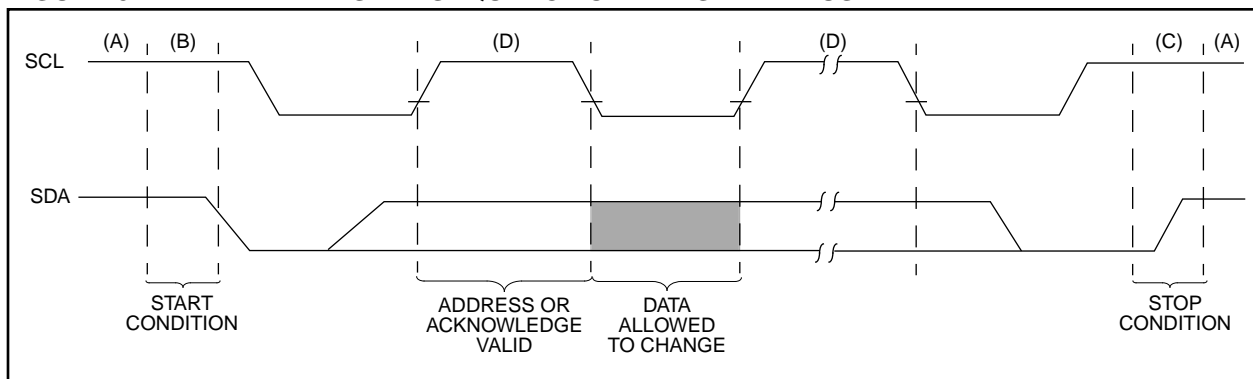 (A) (B) (D) (D) (C) (A)
SCL
SDA
START
CONDITION
ADDRESS OR
ACKNOWLEDGE
VALID
DATA
ALLOWED
TO CHANGE
STOP
CONDITION